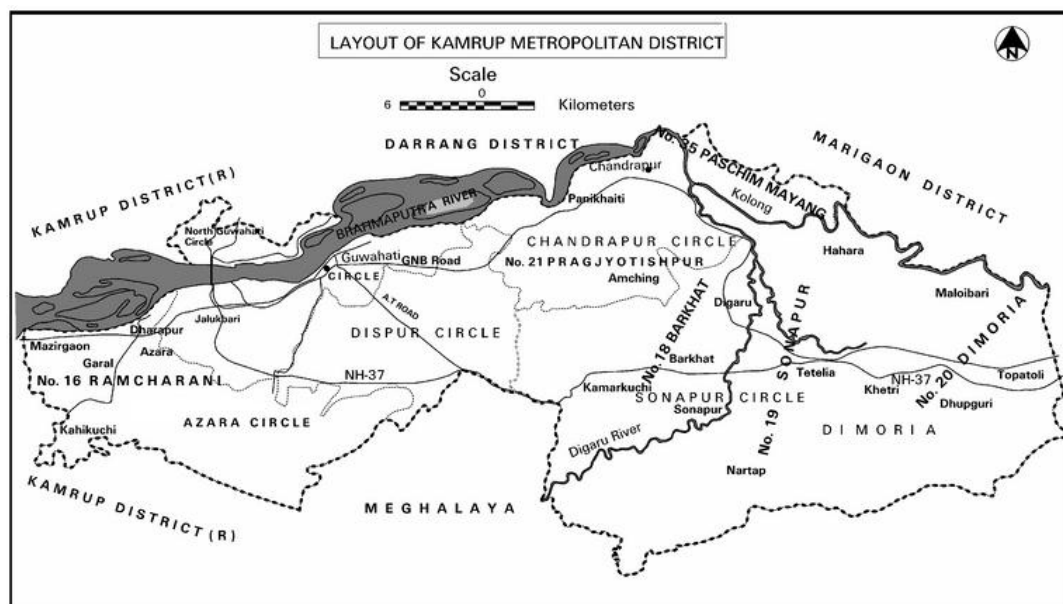 LAYOUT OF KAMRUP METROPOLITAN DISTRICT
N
Scale
6 0 Kilometers
DARRANG DISTRICT
No. 35 PASCHIM MAYANG
MARIGAON DISTRICT
KAMRUP DISTRICT(R)
Chandrapur
Kolong
Panikhaiti
BRAHMAPUTRA RIVER
North Guwahati
Circle
CHANDRAPUR CIRCLE
Hahara
Guwahati
GNB Road
No. 21 PRAGJYOTISHPUR
CIRCLE
Amching
Maloibari
A.T ROAD
Digaru
Jalukbari
Dharapur
DISPUR CIRCLE
No. 18 BARKHAT
SONAPUR
No. 20 DIMORIA
Mazirgaon
Azara
Garal
Barkhat
Tetelia
No. 16 RAMCHARANI
NH-37
Khetri
NH-37
Topatoli
Kamarkuchi
SONAPUR CIRCLE
Dhupguri
Sonapur
AZARA CIRCLE
Kahikuchi
Digaru River
No. 19
DIMORIA
Nartap
KAMRUP DISTRICT (R)
MEGHALAYA